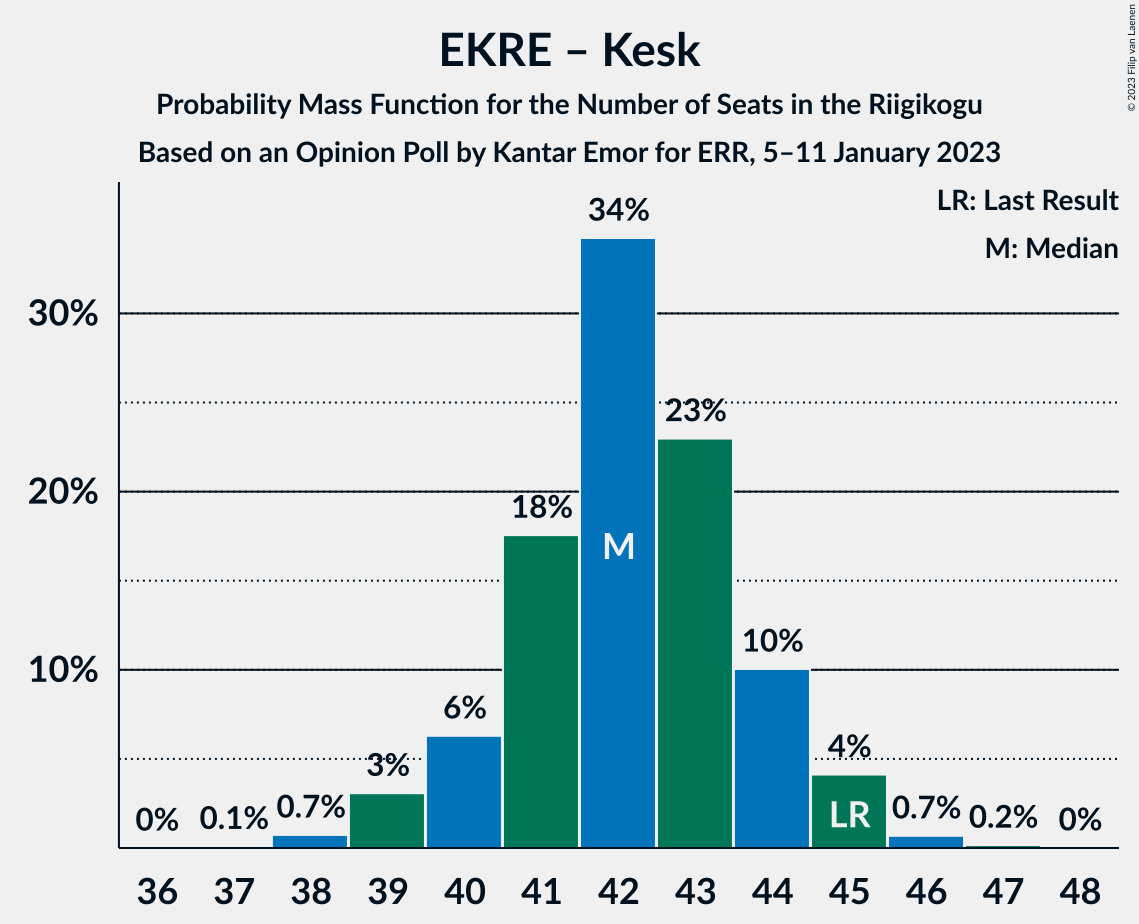 EKRE – Kesk
Probability Mass Function for the Number of Seats in the Riigikogu
Based on an Opinion Poll by Kantar Emor for ERR, 5–11 January 2023
© 2023 Filip van Laenen
LR: Last Result
M: Median
30%
20%
10%
0%
0.1%
0.7%
3%
6%
18%
34%
23%
10%
4%
0.7%
0.2%
0%
M
LR
36 37 38 39 40 41 42 43 44 45 46 47 48